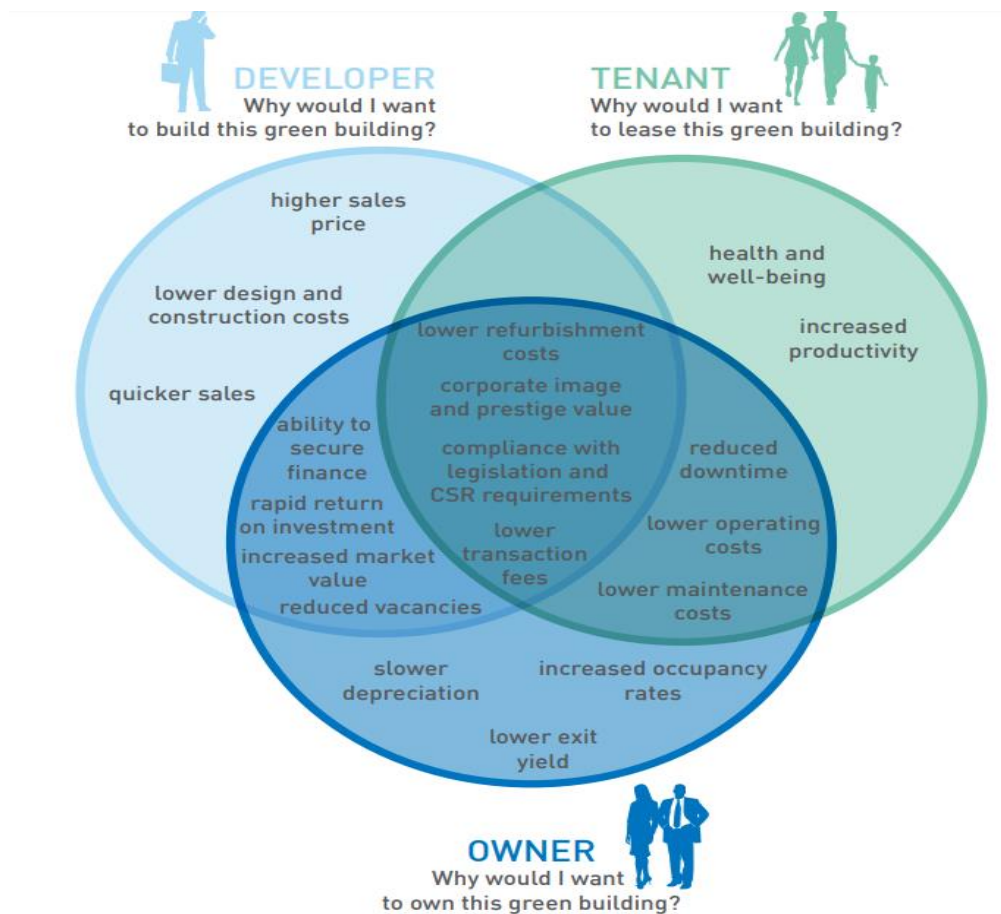 DEVELOPER
Why would I want
to build this green building?
TENANT
Why would I want
to lease this green building?
higher sales
price
lower design and
construction costs
quicker sales
health and
well-being
increased
productivity
lower refurbishment
costs
corporate image
and prestige value
compliance with
legislation and
CSR requirements
lower
transaction
fees
ability to
secure
finance
rapid return
on investment
increased market
value
reduced vacancies
reduced
downtime
lower operating
costs
lower maintenance
costs
slower
depreciation
increased occupancy
rates
lower exit
yield
OWNER
Why would I want
to own this green building?